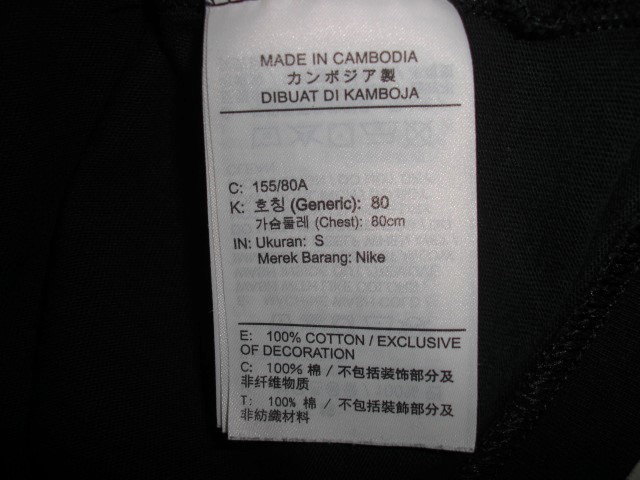 MADE IN CAMBODIA
カンボジア製
DIBUAT DI KAMBOJA
C: 155/80A
K: 호칭 (Generic): 80
가슴둘레 (Chest): 80cm
IN: Ukuran: S
Merek Barang: Nike
E: 100% COTTON / EXCLUSIVE
OF DECORATION
C: 100% 棉 / 不包括装饰部分及
非纤维物质
T: 100% 棉 / 不包括裝飾部分及
非紡織材料